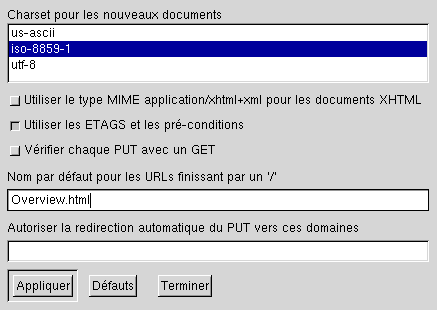 Charset pour les nouveaux documents
us-ascii
iso-8859-1
utf-8
Utiliser le type MIME application/xhtml+xml pour les documents XHTML
Utiliser les ETAGS et les pré-conditions
Vérifier chaque PUT avec un GET
Nom par défaut pour les URLs finissant par un '/'
Overview.html
Autoriser la redirection automatique du PUT vers ces domaines
Appliquer Défauts Terminer